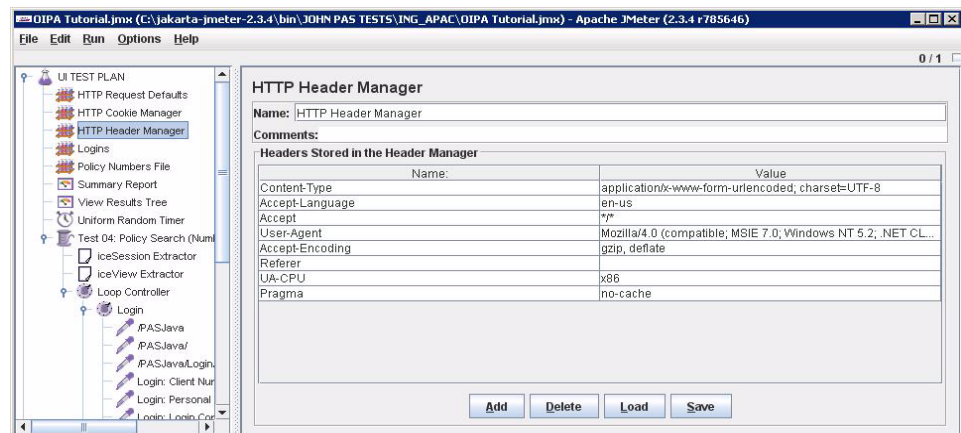 OIPA Tutorial.jmx (C:\jakarta-jmeter-2.3.4\bin\JOHN PAS TESTS\ING_APAC\OIPA Tutorial.jmx) - Apache JMeter (2.3.4 r785646)
File Edit Run Options Help
0 / 1
UI TEST PLAN
HTTP Request Defaults
HTTP Cookie Manager
HTTP Header Manager
Logins
Policy Numbers File
Summary Report
View Results Tree
Uniform Random Timer
Test 04: Policy Search (Numl
iceSession Extractor
iceView Extractor
Loop Controller
Login
/PASJava
/PASJava/
/PASJava/Login.
Login: Client Nur
Login: Personal
Login: Login Cor
HTTP Header Manager
Name: HTTP Header Manager
Comments:
Headers Stored in the Header Manager
Name: Value
Content-Type application/x-www-form-urlencoded; charset=UTF-8
Accept-Language en-us
Accept */*
User-Agent Mozilla/4.0 (compatible; MSIE 7.0; Windows NT 5.2; .NET CL...
Accept-Encoding gzip, deflate
Referer
UA-CPU x86
Pragma no-cache
Add Delete Load Save